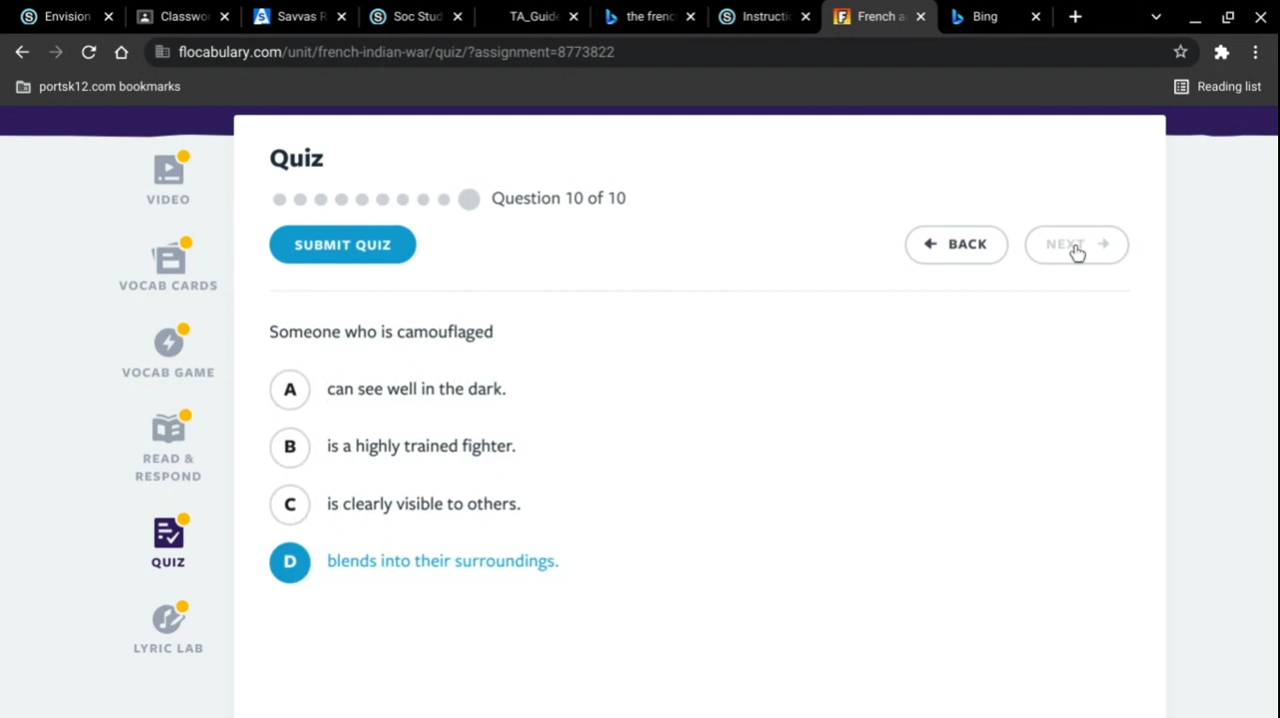 Envision
Classwo
Savvas R
Soc Stud
TA_Guide
the frenc
Instructic
French a
Bing
flocabulary.com/unit/french-indian-war/quiz/?assignment=8773822
portsk12.com bookmarks
Reading list
VIDEO
VOCAB CARDS
VOCAB GAME
READ &
RESPOND
QUIZ
LYRIC LAB
Quiz
Question 10 of 10
SUBMIT QUIZ
BACK
NEXT
Someone who is camouflaged
A can see well in the dark.
B is a highly trained fighter.
C is clearly visible to others.
D blends into their surroundings.